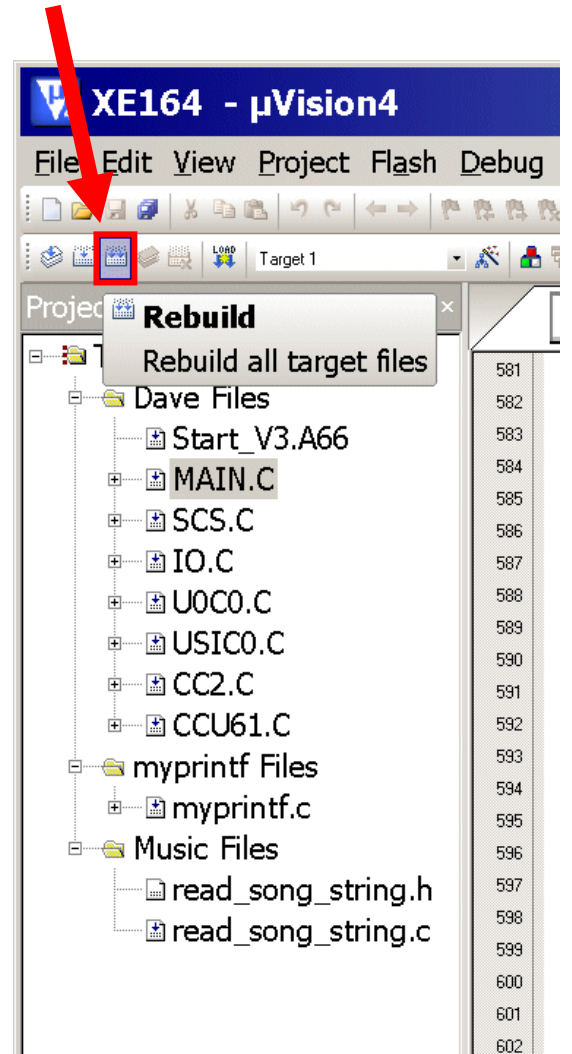 XE164 - µVision4
File Edit View Project Flash Debug
LOAD Target 1
Projec
Rebuild
Rebuild all target files
Dave Files
Start_V3.A66
MAIN.C
SCS.C
IO.C
U0C0.C
USIC0.C
CC2.C
CCU61.C
myprintf Files
myprintf.c
Music Files
read_song_string.h
read_song_string.c
581
582
583
584
585
586
587
588
589
590
591
592
593
594
595
596
597
598
599
600
601
602